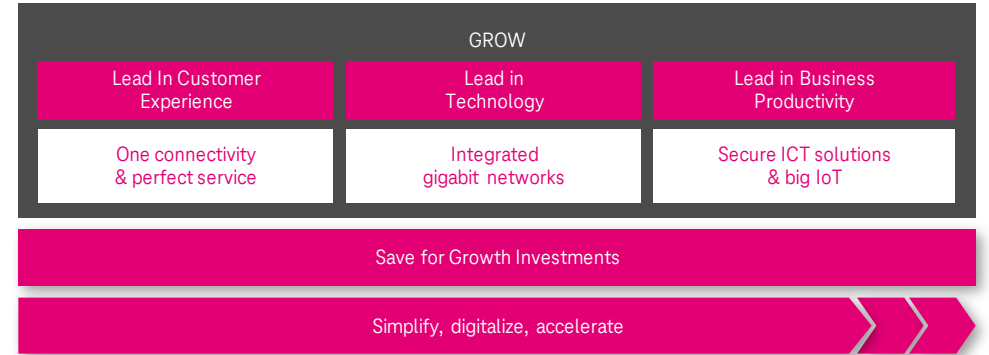 GROW
Lead In Customer
Experience
Lead in
Technology
Lead in Business
Productivity
One connectivity
& perfect service
Integrated
gigabit networks
Secure ICT solutions
& big IoT
Save for Growth Investments
Simplify, digitalize, accelerate